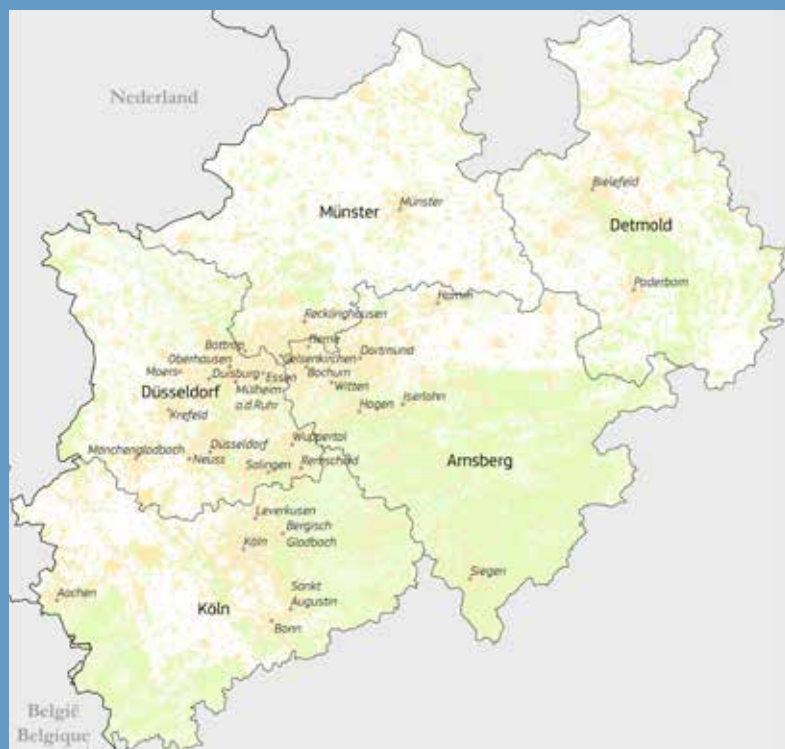 Nederland
Bielefeld
Münster
Münster
Detmold
Paderborn
Hamm
Recklinghausen
Herne
Bottrop
Dortmund
Oberhausen
Gelsenkirchen
Moers
Duisburg
Essen
Bochum
Düsseldorf
Mülheim
a.d.Ruhr
Witten
Krefeld
Hagen
Iserlohn
Wuppertal
Mönchengladbach
Düsseldorf
Neuss
Solingen
Remscheid
Arnsberg
Leverkusen
Bergisch
Gladbach
Köln
Siegen
Aachen
Sankt
Augustin
Köln
Bonn
België
Belgique